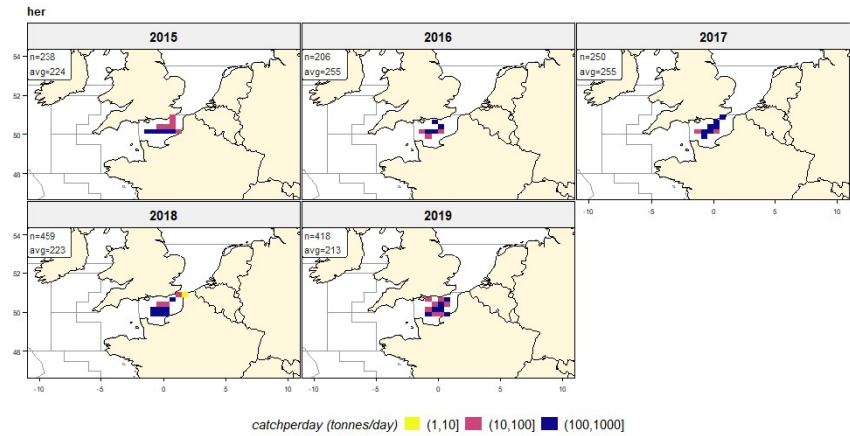 her
2015
2016
2017
n=238
avg=224
n=206
avg=255
n=250
avg=255
54
52
50
48
-10
-5
0
5
10
2018
2019
n=459
avg=223
n=418
avg=213
54
52
50
48
-10
-5
0
5
10
-10
-5
0
5
10
catchperday (tonnes/day) (1,10] (10,100] (100,1000]